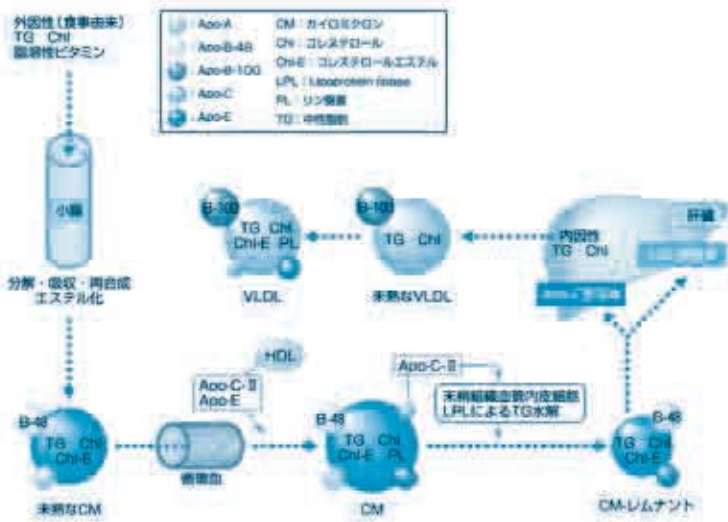 外因性(食事由来)
TG Chl
脂溶性ビタミン
Apo-A
Apo-B-48
Apo-B-100
Apo-C
Apo-E
CM:カイロミクロン
Chl:コレステロール
Chl-E:コレステロールエステル
LPL:Lipoprotein lipase
PL:リン脂質
TG:中性脂肪
小腸
分解・吸収・再合成
エステル化
B-100
TG Chl
Chl-E PL
VLDL
B-100
TG Chl
未熟なVLDL
肝臓
内因性
TG Chl
HDL
Apo-C-Ⅱ
Apo-E
Apo-C-Ⅱ
末梢組織血管内皮細胞
LPLによるTG水解
B-48
TG Chl
Chl-E
未熟なCM
循環血
B-48
TG Chl
Chl-E PL
CM
B-48
TG Chl
Chl-E
CM-レムナント